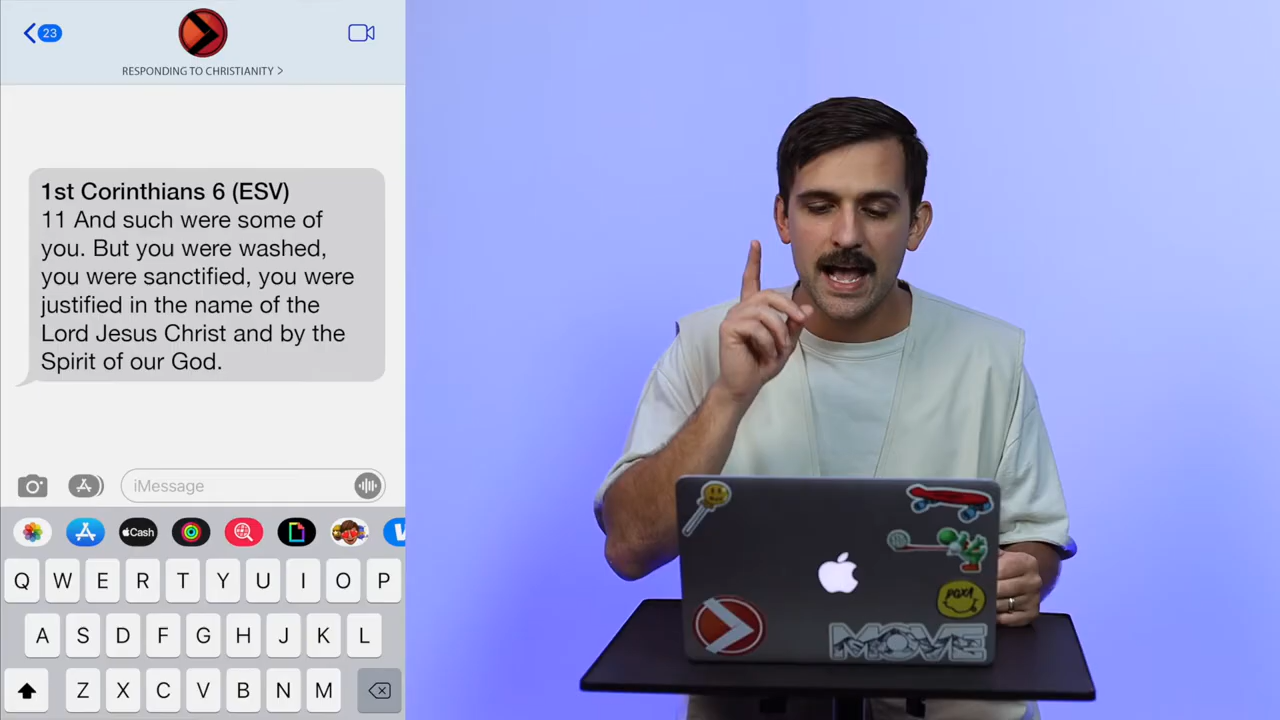 23
RESPONDING TO CHRISTIANITY >
1st Corinthians 6 (ESV)
11 And such were some of
you. But you were washed,
you were sanctified, you were
justified in the name of the
Lord Jesus Christ and by the
Spirit of our God.
iMessage
Cash
Q W E R T Y U I O P
A S D F G H J K L
Z X C V B N M
MOVE